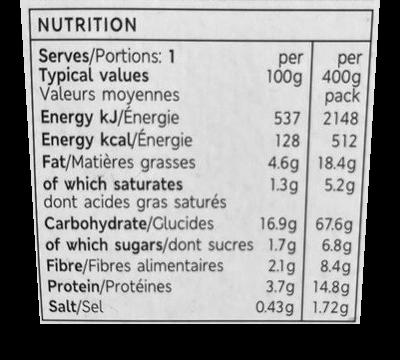 NUTRITION
Serves/Portions: 1 per per
Typical values 100g 400g
Valeurs moyennes pack
Energy kJ/Énergie 537 2148
Energy kcal/Énergie 128 512
Fat/Matières grasses 4.6g 18.4g
of which saturates 1.3g 5.2g
dont acides gras saturés
Carbohydrate/Glucides 16.9g 67.6g
of which sugars/dont sucres 1.7g 6.8g
Fibre/Fibres alimentaires 2.1g 8.4g
Protein/Protéines 3.7g 14.8g
Salt/Sel 0.43g 1.72g